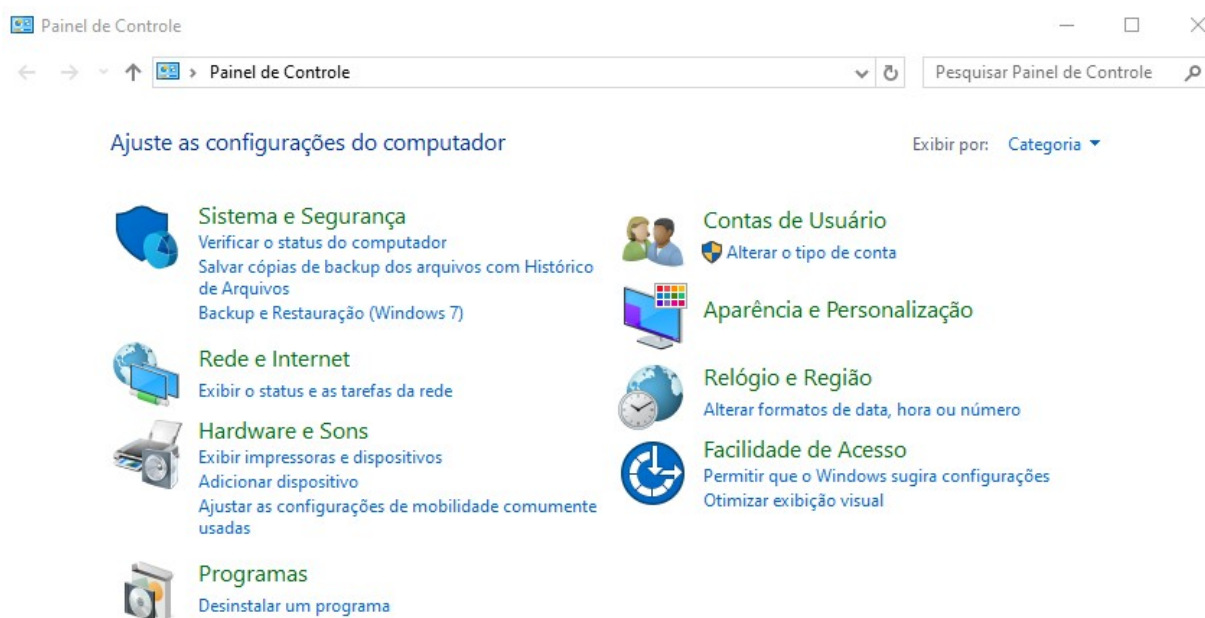 Painel de Controle
Painel de Controle
Pesquisar Painel de Controle
Ajuste as configurações do computador
Exibir por: Categoria
Sistema e Segurança
Verificar o status do computador
Salvar cópias de backup dos arquivos com Histórico
de Arquivos
Backup e Restauração (Windows 7)
Rede e Internet
Exibir o status e as tarefas da rede
Hardware e Sons
Exibir impressoras e dispositivos
Adicionar dispositivo
Ajustar as configurações de mobilidade comumente
usadas
Programas
Desinstalar um programa
Contas de Usuário
Alterar o tipo de conta
Aparência e Personalização
Relógio e Região
Alterar formatos de data, hora ou número
Facilidade de Acesso
Permitir que o Windows sugira configurações
Otimizar exibição visual